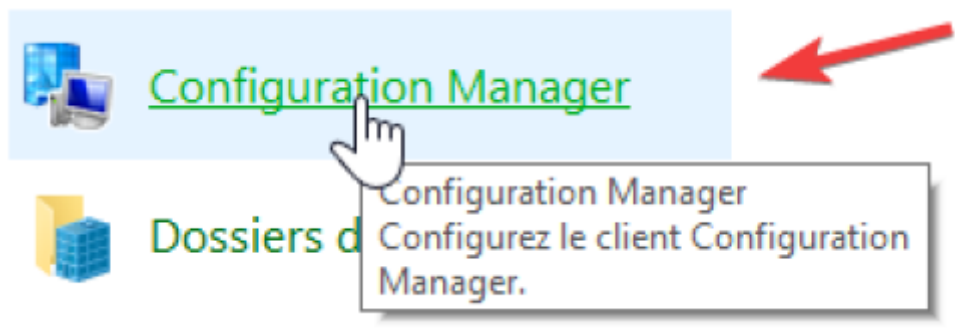 Configuration Manager
Configuration Manager
Dossiers d
Configurez le client Configuration
Manager.